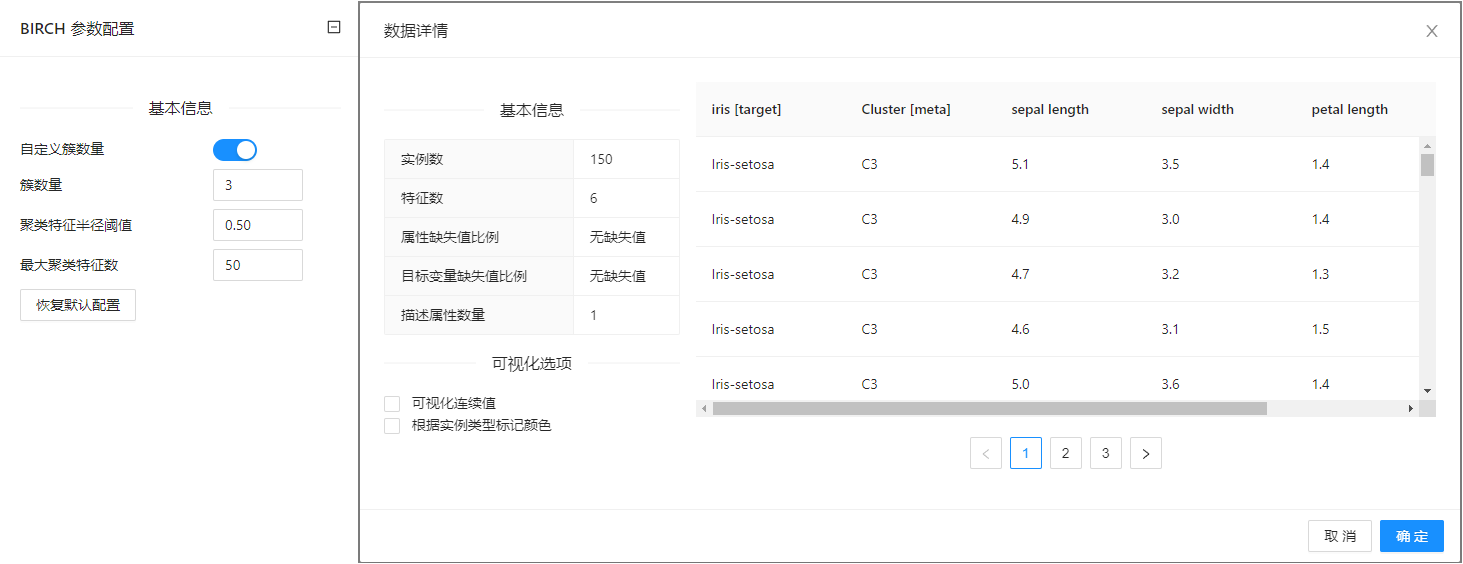 BIRCH 参数配置
基本信息
自定义簇数量
簇数量 3
聚类特征半径阈值 0.50
最大聚类特征数 50
恢复默认配置
数据详情
基本信息
实例数 150
特征数 6
属性缺失值比例 无缺失值
目标变量缺失值比例 无缺失值
描述属性数量 1
可视化选项
可视化连续值
根据实例类型标记颜色
iris [target] Cluster [meta] sepal length sepal width petal length
Iris-setosa C3 5.1 3.5 1.4
Iris-setosa C3 4.9 3.0 1.4
Iris-setosa C3 4.7 3.2 1.3
Iris-setosa C3 4.6 3.1 1.5
Iris-setosa C3 5.0 3.6 1.4
< 1 2 3 >
取 消 确 定